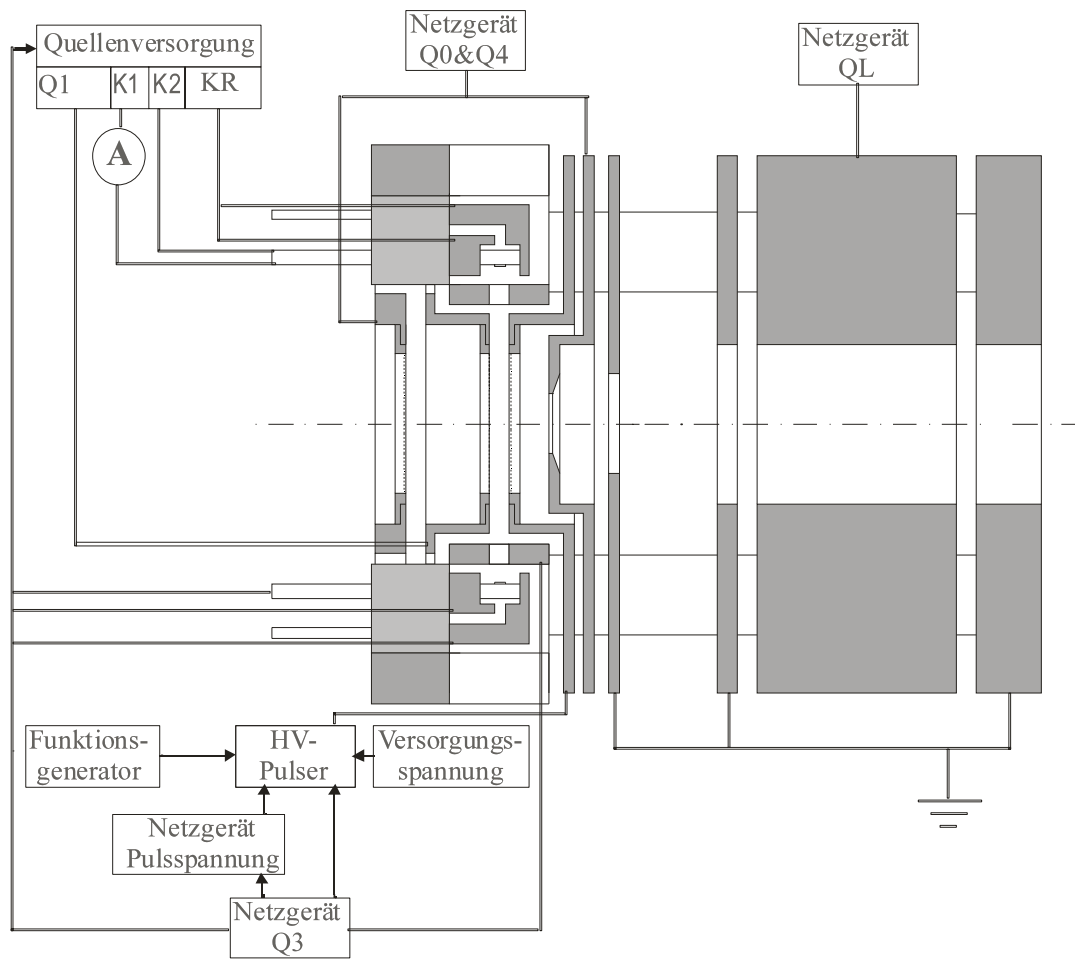 Netzgerät
Q0&Q4
Netzgerät
QL
Quellenversorgung
Q1 K1 K2 KR
A
Funktions-
generator
HV-
Pulser
Versorgungs-
spannung
Netzgerät
Pulsspannung
Netzgerät
Q3